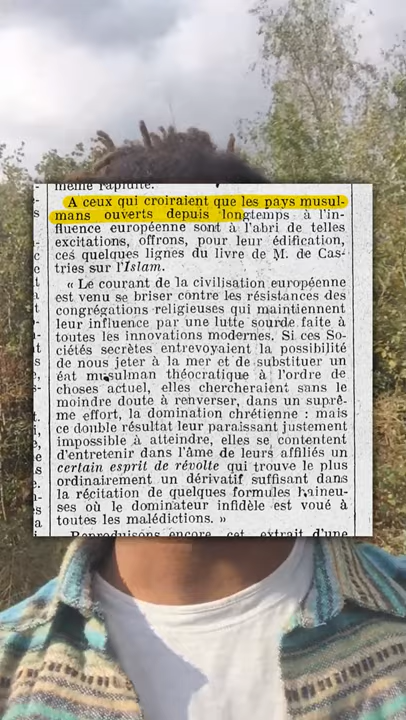 meme rapidité.
A ceux qui croiraient que les pays musul-
mans ouverts depuis longtemps à l'in-
fluence européenne sont à l'abri de telles
excitations, offrons, pour leur édification,
ces quelques lignes du livre de M. de Cas-
tries sur l'Islam.
« Le courant de la civilisation européenne
est venu se briser contre les résistances des
congrégations religieuses qui maintiennent
leur influence par une lutte sourde faite à
toutes les innovations modernes. Si ces So-
ciétés secrètes entrevoyaient la possibilité
de nous jeter à la mer et de substituer un
éat musulman théocratique à l'ordre de
choses actuel, elles chercheraient sans le
moindre doute à renverser, dans un suprê-
me effort, la domination chrétienne : mais
ce double résultat leur paraissant justement
impossible à atteindre, elles se contentent
d'entretenir dans l'âme de leurs affiliés un
certain esprit de révolte qui trouve le plus
ordinairement un dérivatif suffisant dans
la récitation de quelques formules haineu-
ses où le dominateur infidèle est voué à
toutes les malédictions. »
Reproduisons encore cet extrait d'une